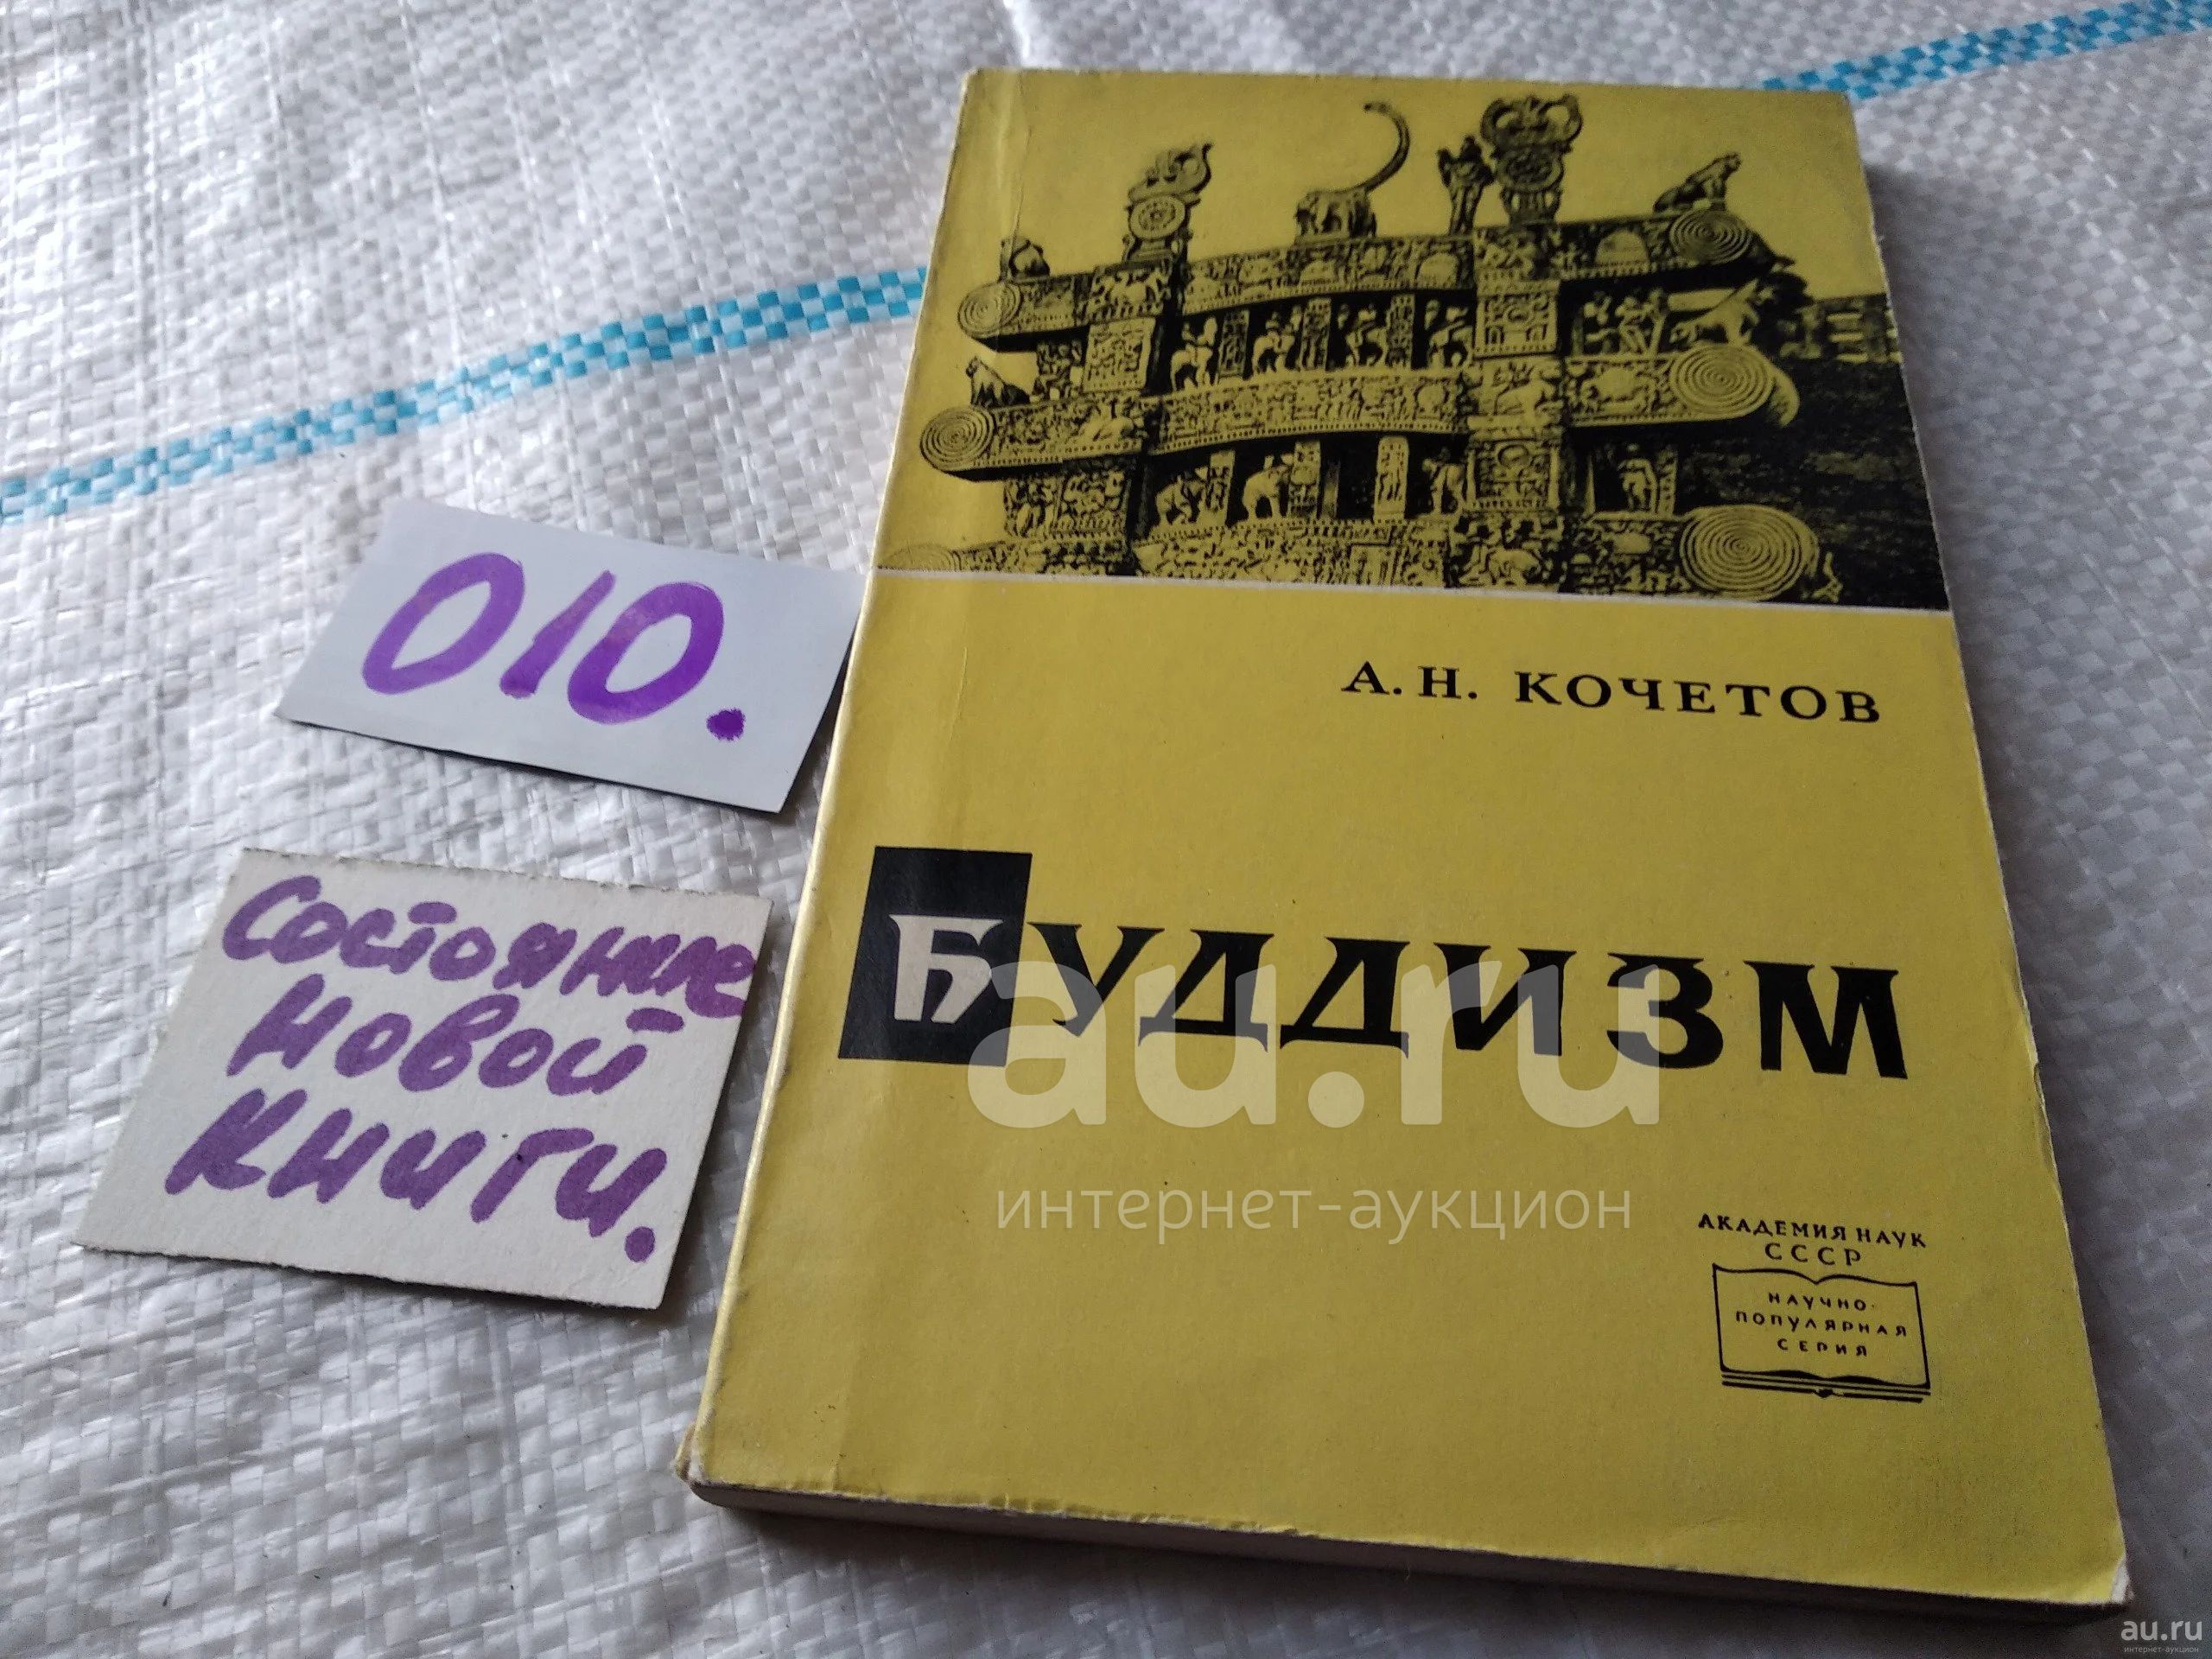 010.
Состояние
новой
книги.
А. Н. КОЧЕТОВ
БУДДИЗМ
au.ru
интернет-аукцион
АКАДЕМИЯ НАУК
СССР
НАУЧНО-
ПОПУЛЯРНАЯ
СЕРИЯ
au.ru
интернет-аукцион